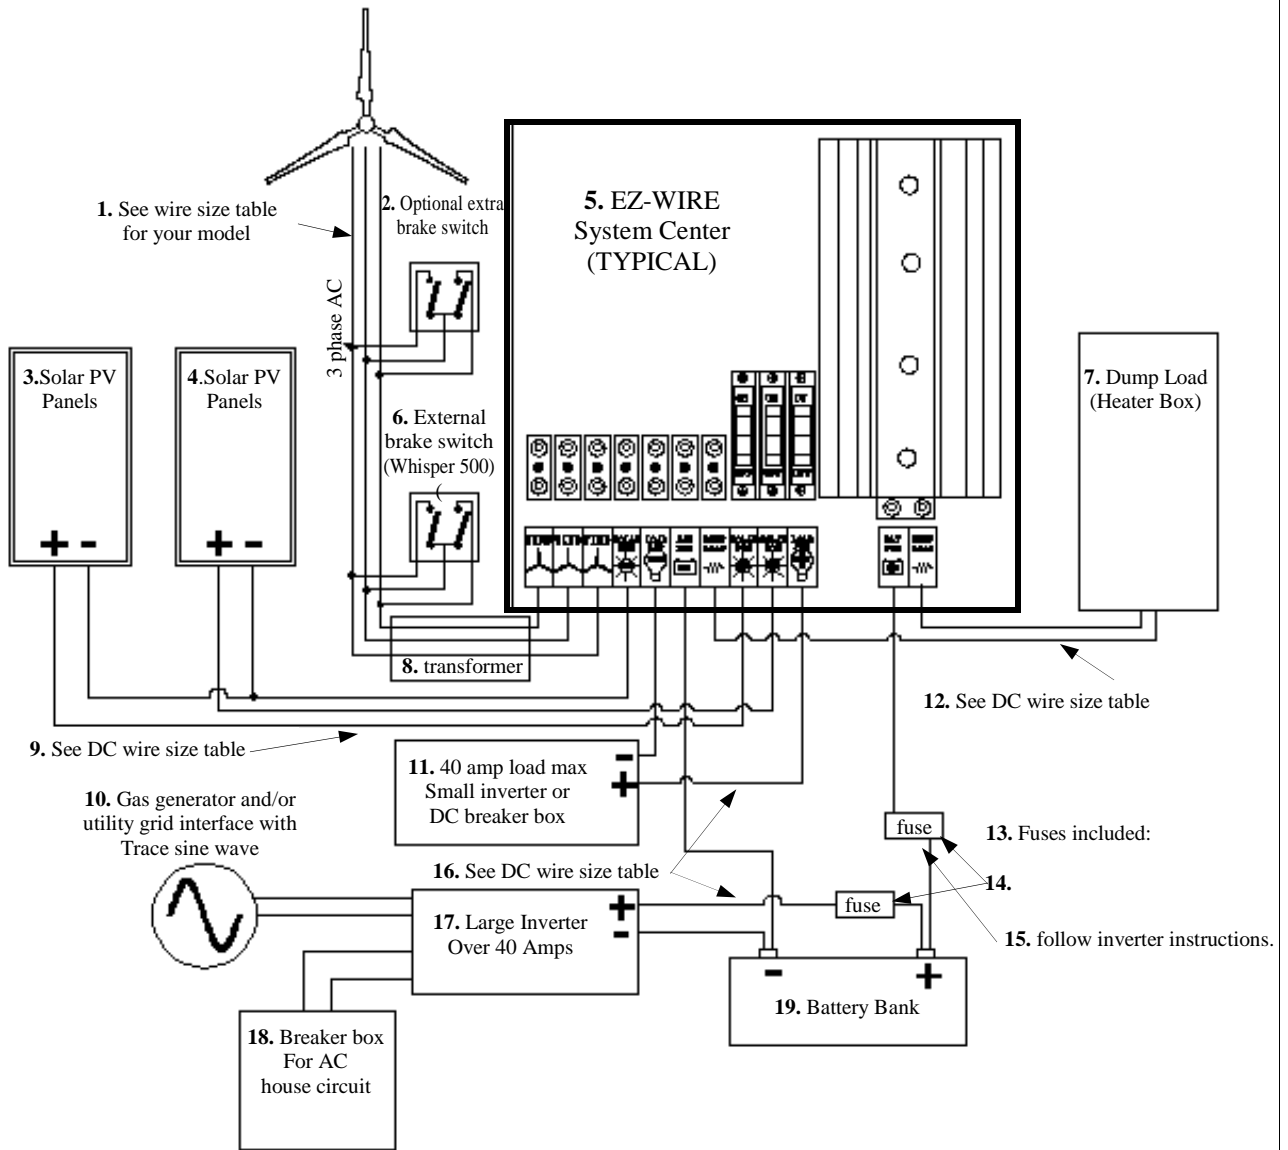 1. See wire size table
for your model
2. Optional extra
brake switch
3 phase AC
3.Solar PV
Panels
4.Solar PV
Panels
5. EZ-WIRE
System Center
(TYPICAL)
6. External
brake switch
(Whisper 500)
(
7. Dump Load
(Heater Box)
8. transformer
9. See DC wire size table
10. Gas generator and/or
utility grid interface with
Trace sine wave
11. 40 amp load max
Small inverter or
DC breaker box
12. See DC wire size table
fuse
13. Fuses included:
14.
15. follow inverter instructions.
16. See DC wire size table
fuse
17. Large Inverter
Over 40 Amps
18. Breaker box
For AC
house circuit
19. Battery Bank
+ -
+ -
-
+
+
-
-
+